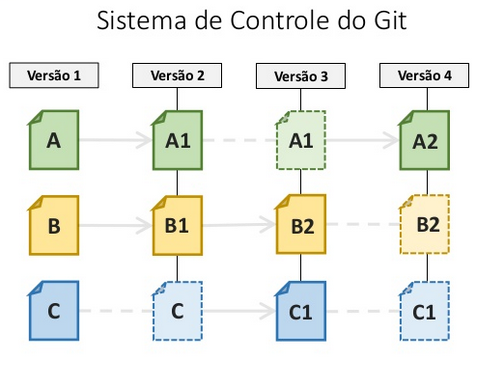 Sistema de Controle do Git
Versão 1 Versão 2 Versão 3 Versão 4
A A1 A1 A2
B B1 B2 B2
C C C1 C1